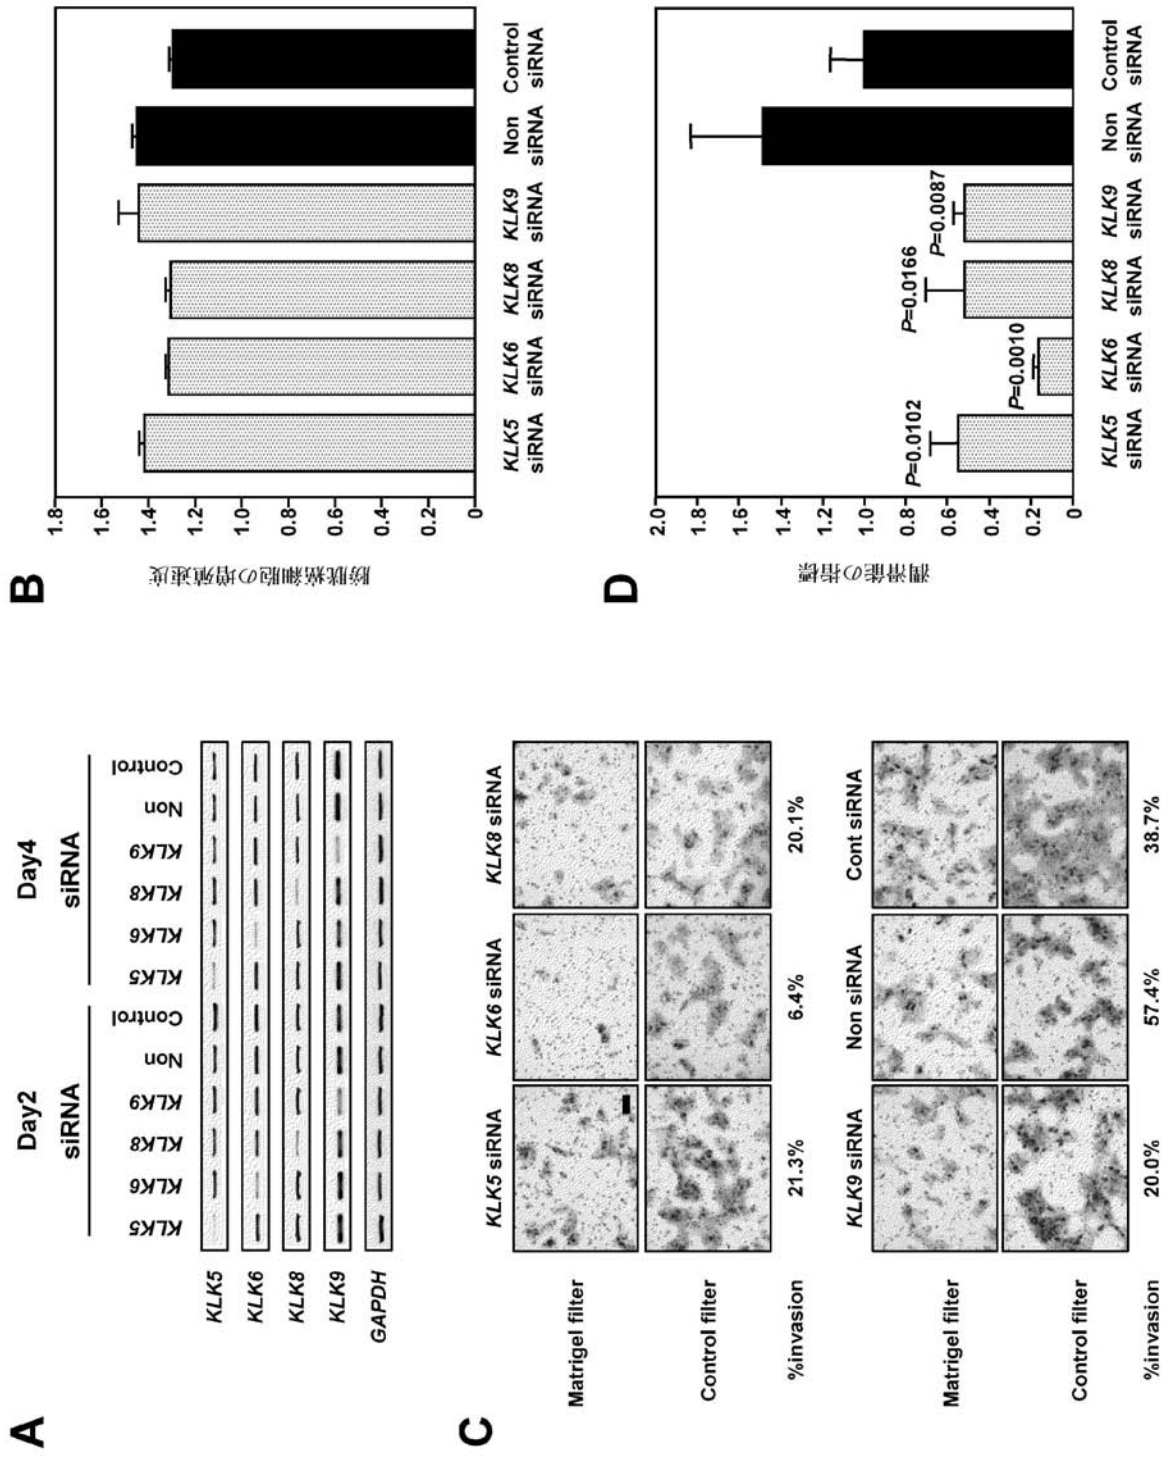 A
Day2
Day4
siRNA
siRNA
KLK5
KLK6
KLK8
KLK9
Non
Control
KLK5
KLK6
KLK8
KLK9
Non
Control
KLK5
KLK6
KLK8
KLK9
GAPDH
B
膀胱癌細胞の増殖速度
1.8
1.6
1.4
1.2
1.0
0.8
0.6
0.4
0.2
0
KLK5
siRNA
KLK6
siRNA
KLK8
siRNA
KLK9
siRNA
Non
siRNA
Control
siRNA
C
KLK5 siRNA
KLK6 siRNA
KLK8 siRNA
Matrigel filter
Control filter
%invasion
21.3%
6.4%
20.1%
KLK9 siRNA
Non siRNA
Cont siRNA
Matrigel filter
Control filter
%invasion
20.0%
57.4%
38.7%
D
の指標
2.0
1.8
1.6
1.4
1.2
1.0
0.8
0.6
0.4
0.2
0
P=0.0102
P=0.0010
P=0.0166
P=0.0087
KLK5
siRNA
KLK6
siRNA
KLK8
siRNA
KLK9
siRNA
Non
siRNA
Control
siRNA